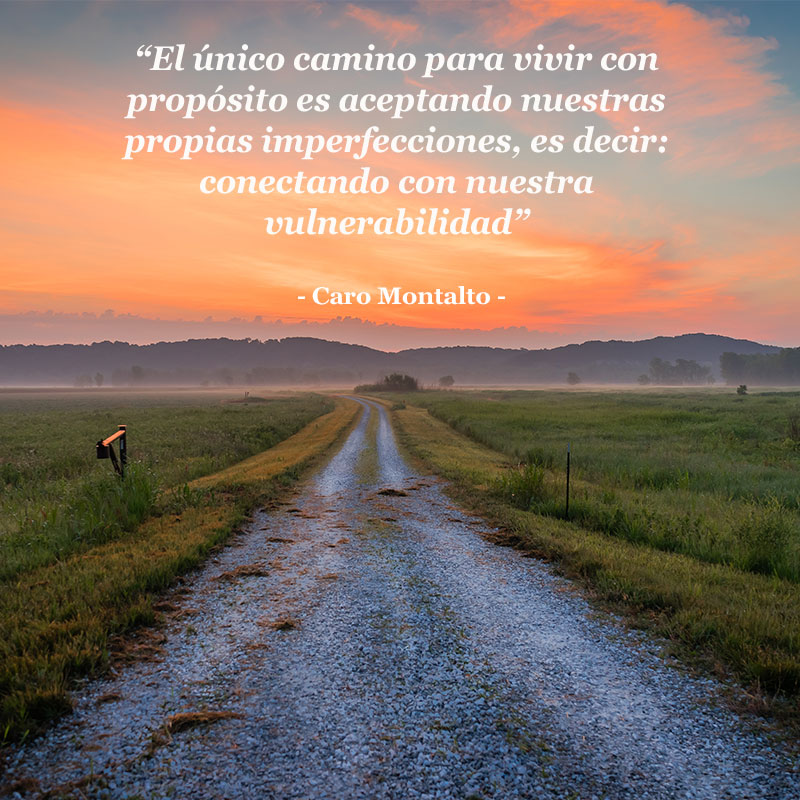 “El único camino para vivir con
propósito es aceptando nuestras
propias imperfecciones, es decir:
conectando con nuestra
vulnerabilidad”
- Caro Montalto -